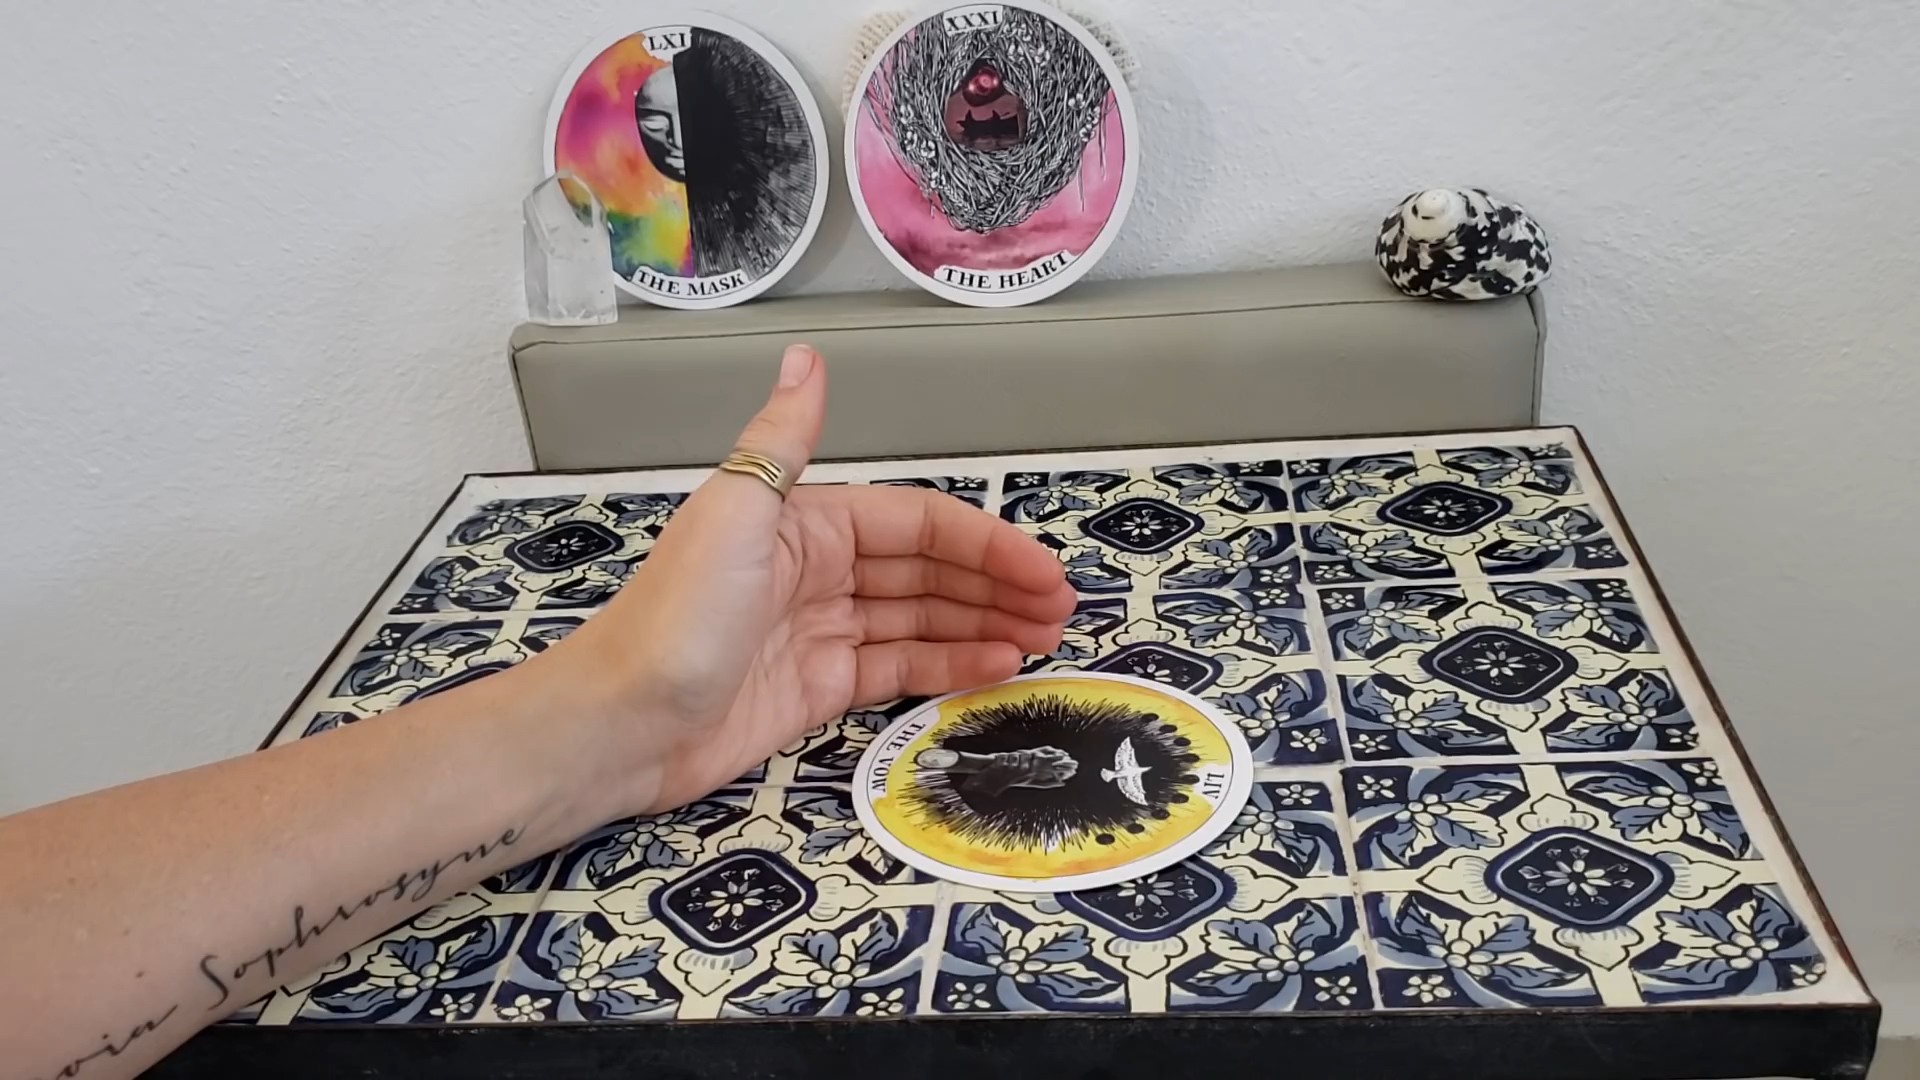 LXI
THE MASK
XXXI
THE HEART
THE VOW
LIV
Sophrosyne